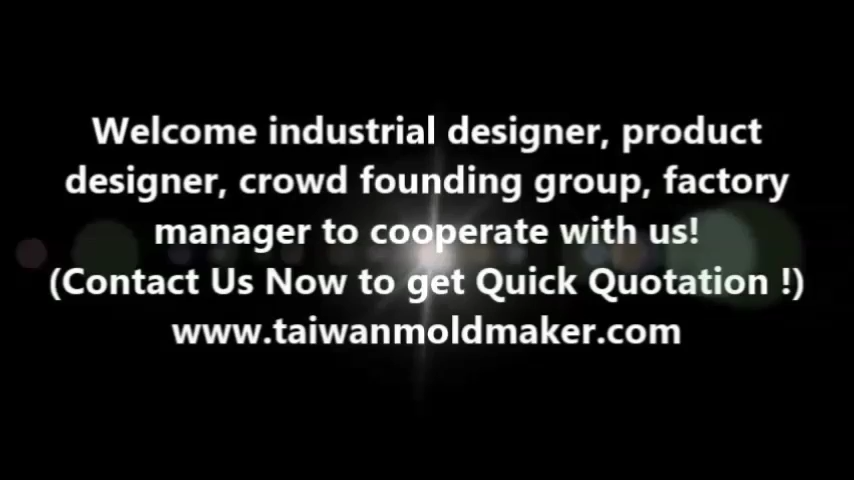 Welcome industrial designer, product
designer, crowd founding group, factory
manager to cooperate with us!
(Contact Us Now to get Quick Quotation !)
www.taiwanmoldmaker.com